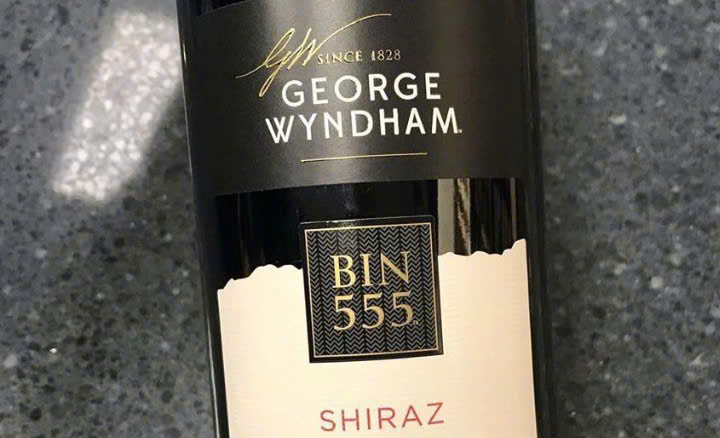 GW SINCE 1828
GEORGE
WYNDHAM.
BIN
555
SHIRAZ